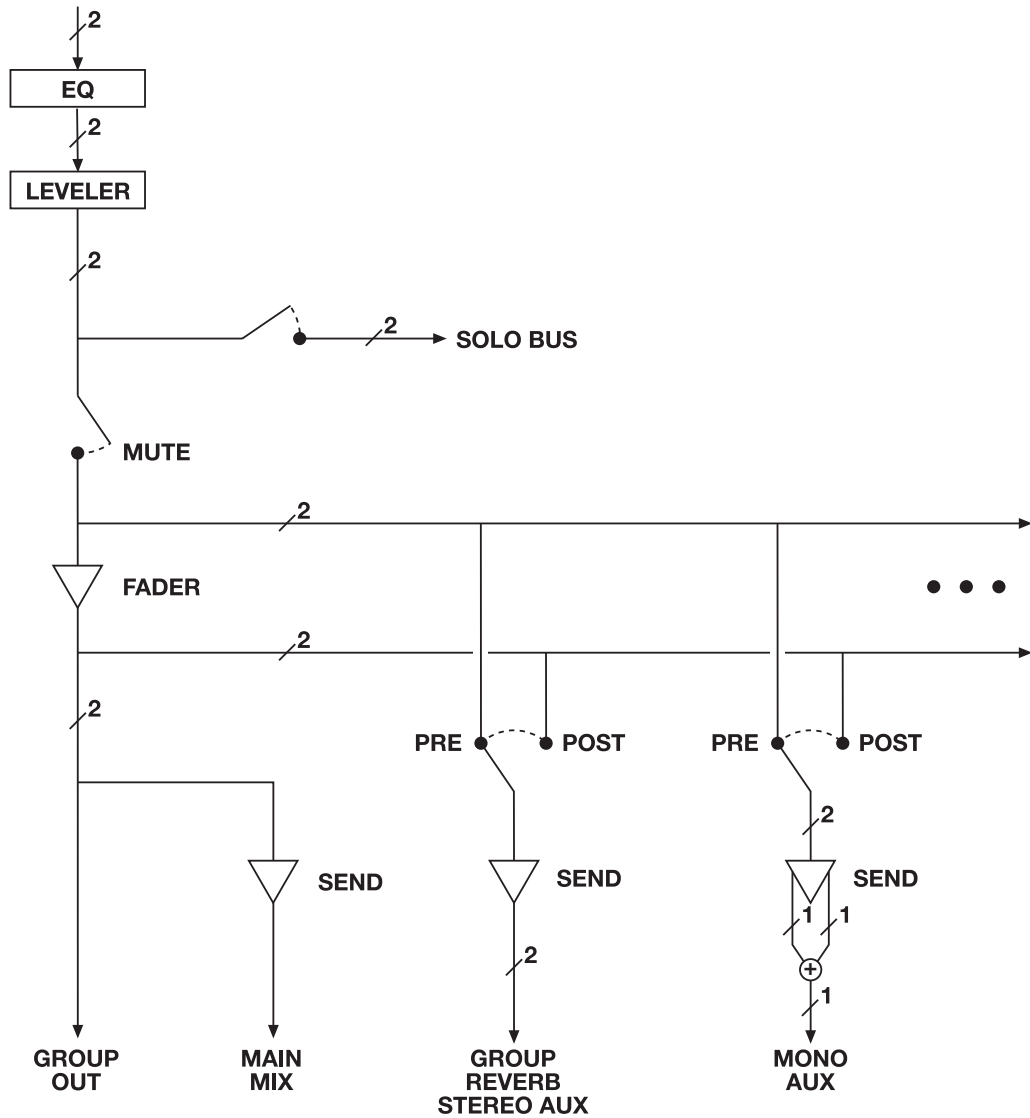 2
EQ
2
LEVELER
2
2
SOLO BUS
MUTE
2
FADER
2
2
PRE
POST
PRE
POST
2
SEND
SEND
SEND
1
1
2
1
GROUP
OUT
MAIN
MIX
GROUP
REVERB
STEREO AUX
MONO
AUX